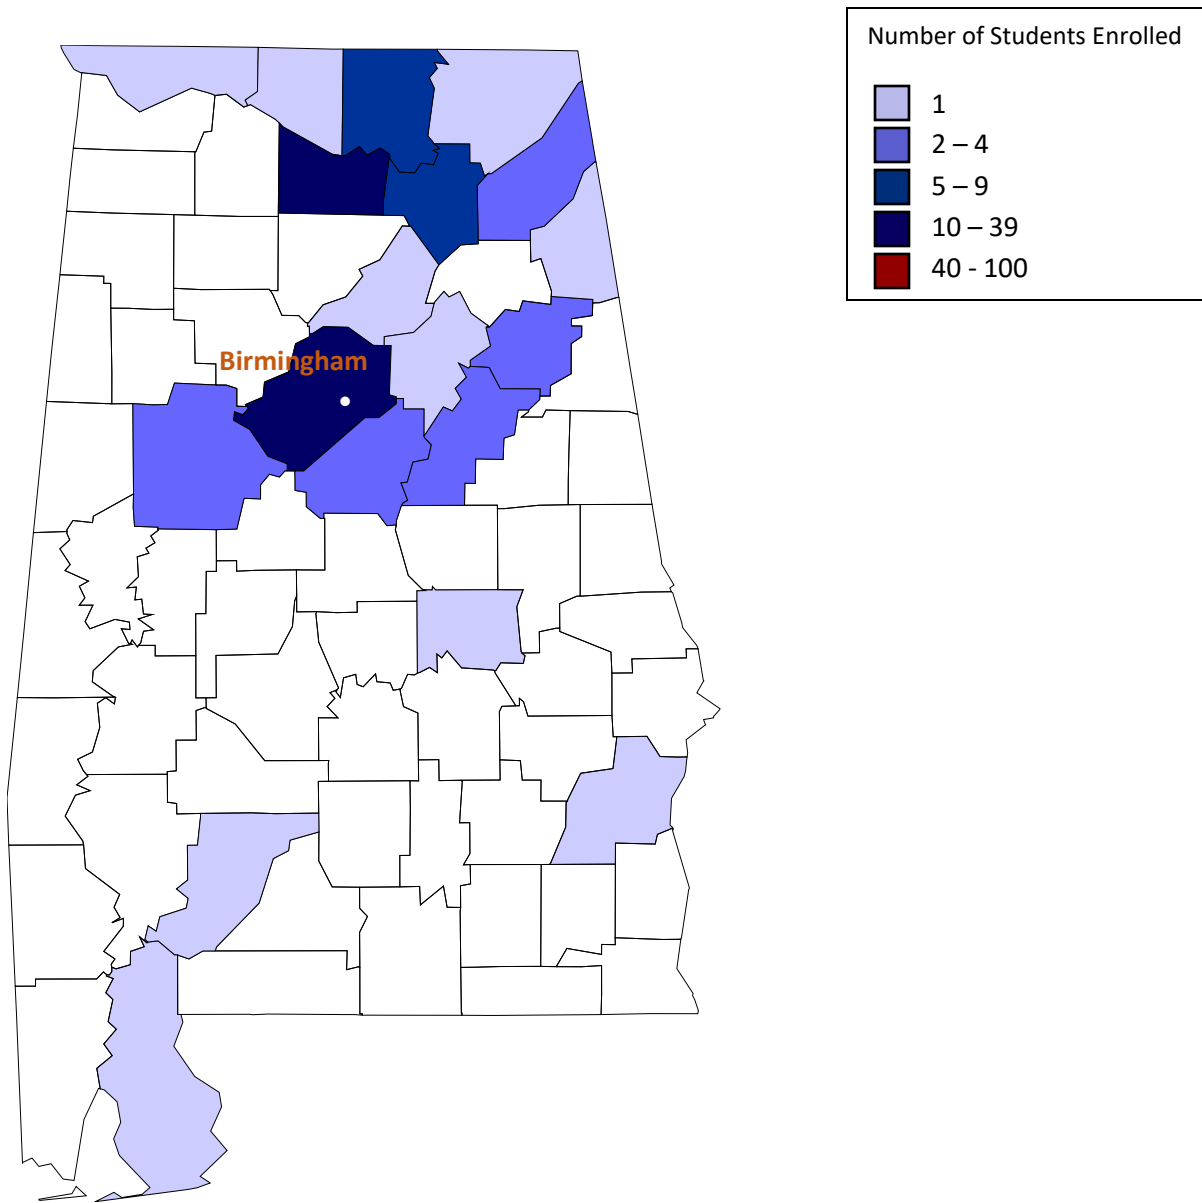 Number of Students Enrolled
1
2 – 4
5 – 9
10 – 39
40 - 100
Birmingham